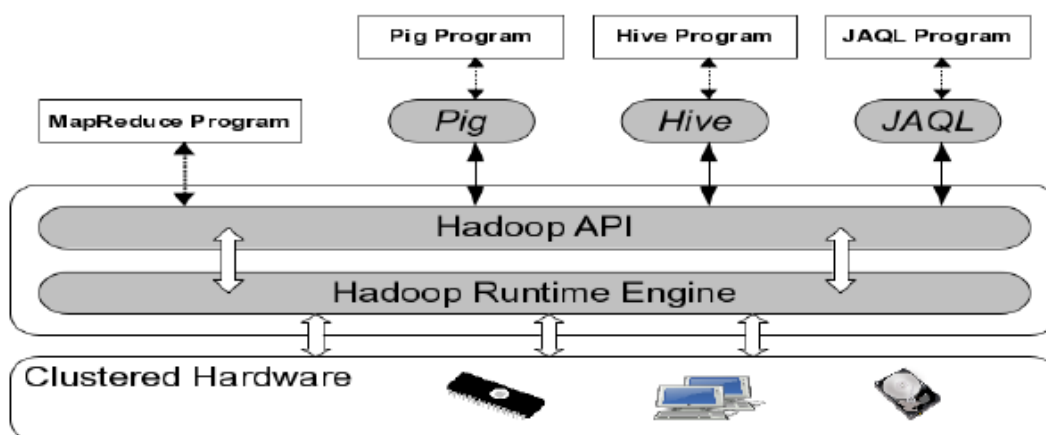 Pig Program
Hive Program
JAQL Program
MapReduce Program
Pig
Hive
JAQL
Hadoop API
Hadoop Runtime Engine
Clustered Hardware